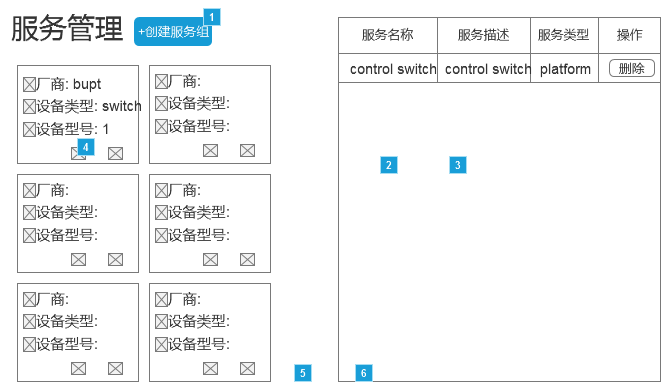 服务管理 +创建服务组 1
厂商: bupt
设备类型: switch
设备型号: 1
4
厂商:
设备类型:
设备型号:
厂商:
设备类型:
设备型号:
厂商:
设备类型:
设备型号:
厂商:
设备类型:
设备型号:
厂商:
设备类型:
设备型号:
服务名称 服务描述 服务类型 操作
control switch control switch platform 删除
2 3
5 6